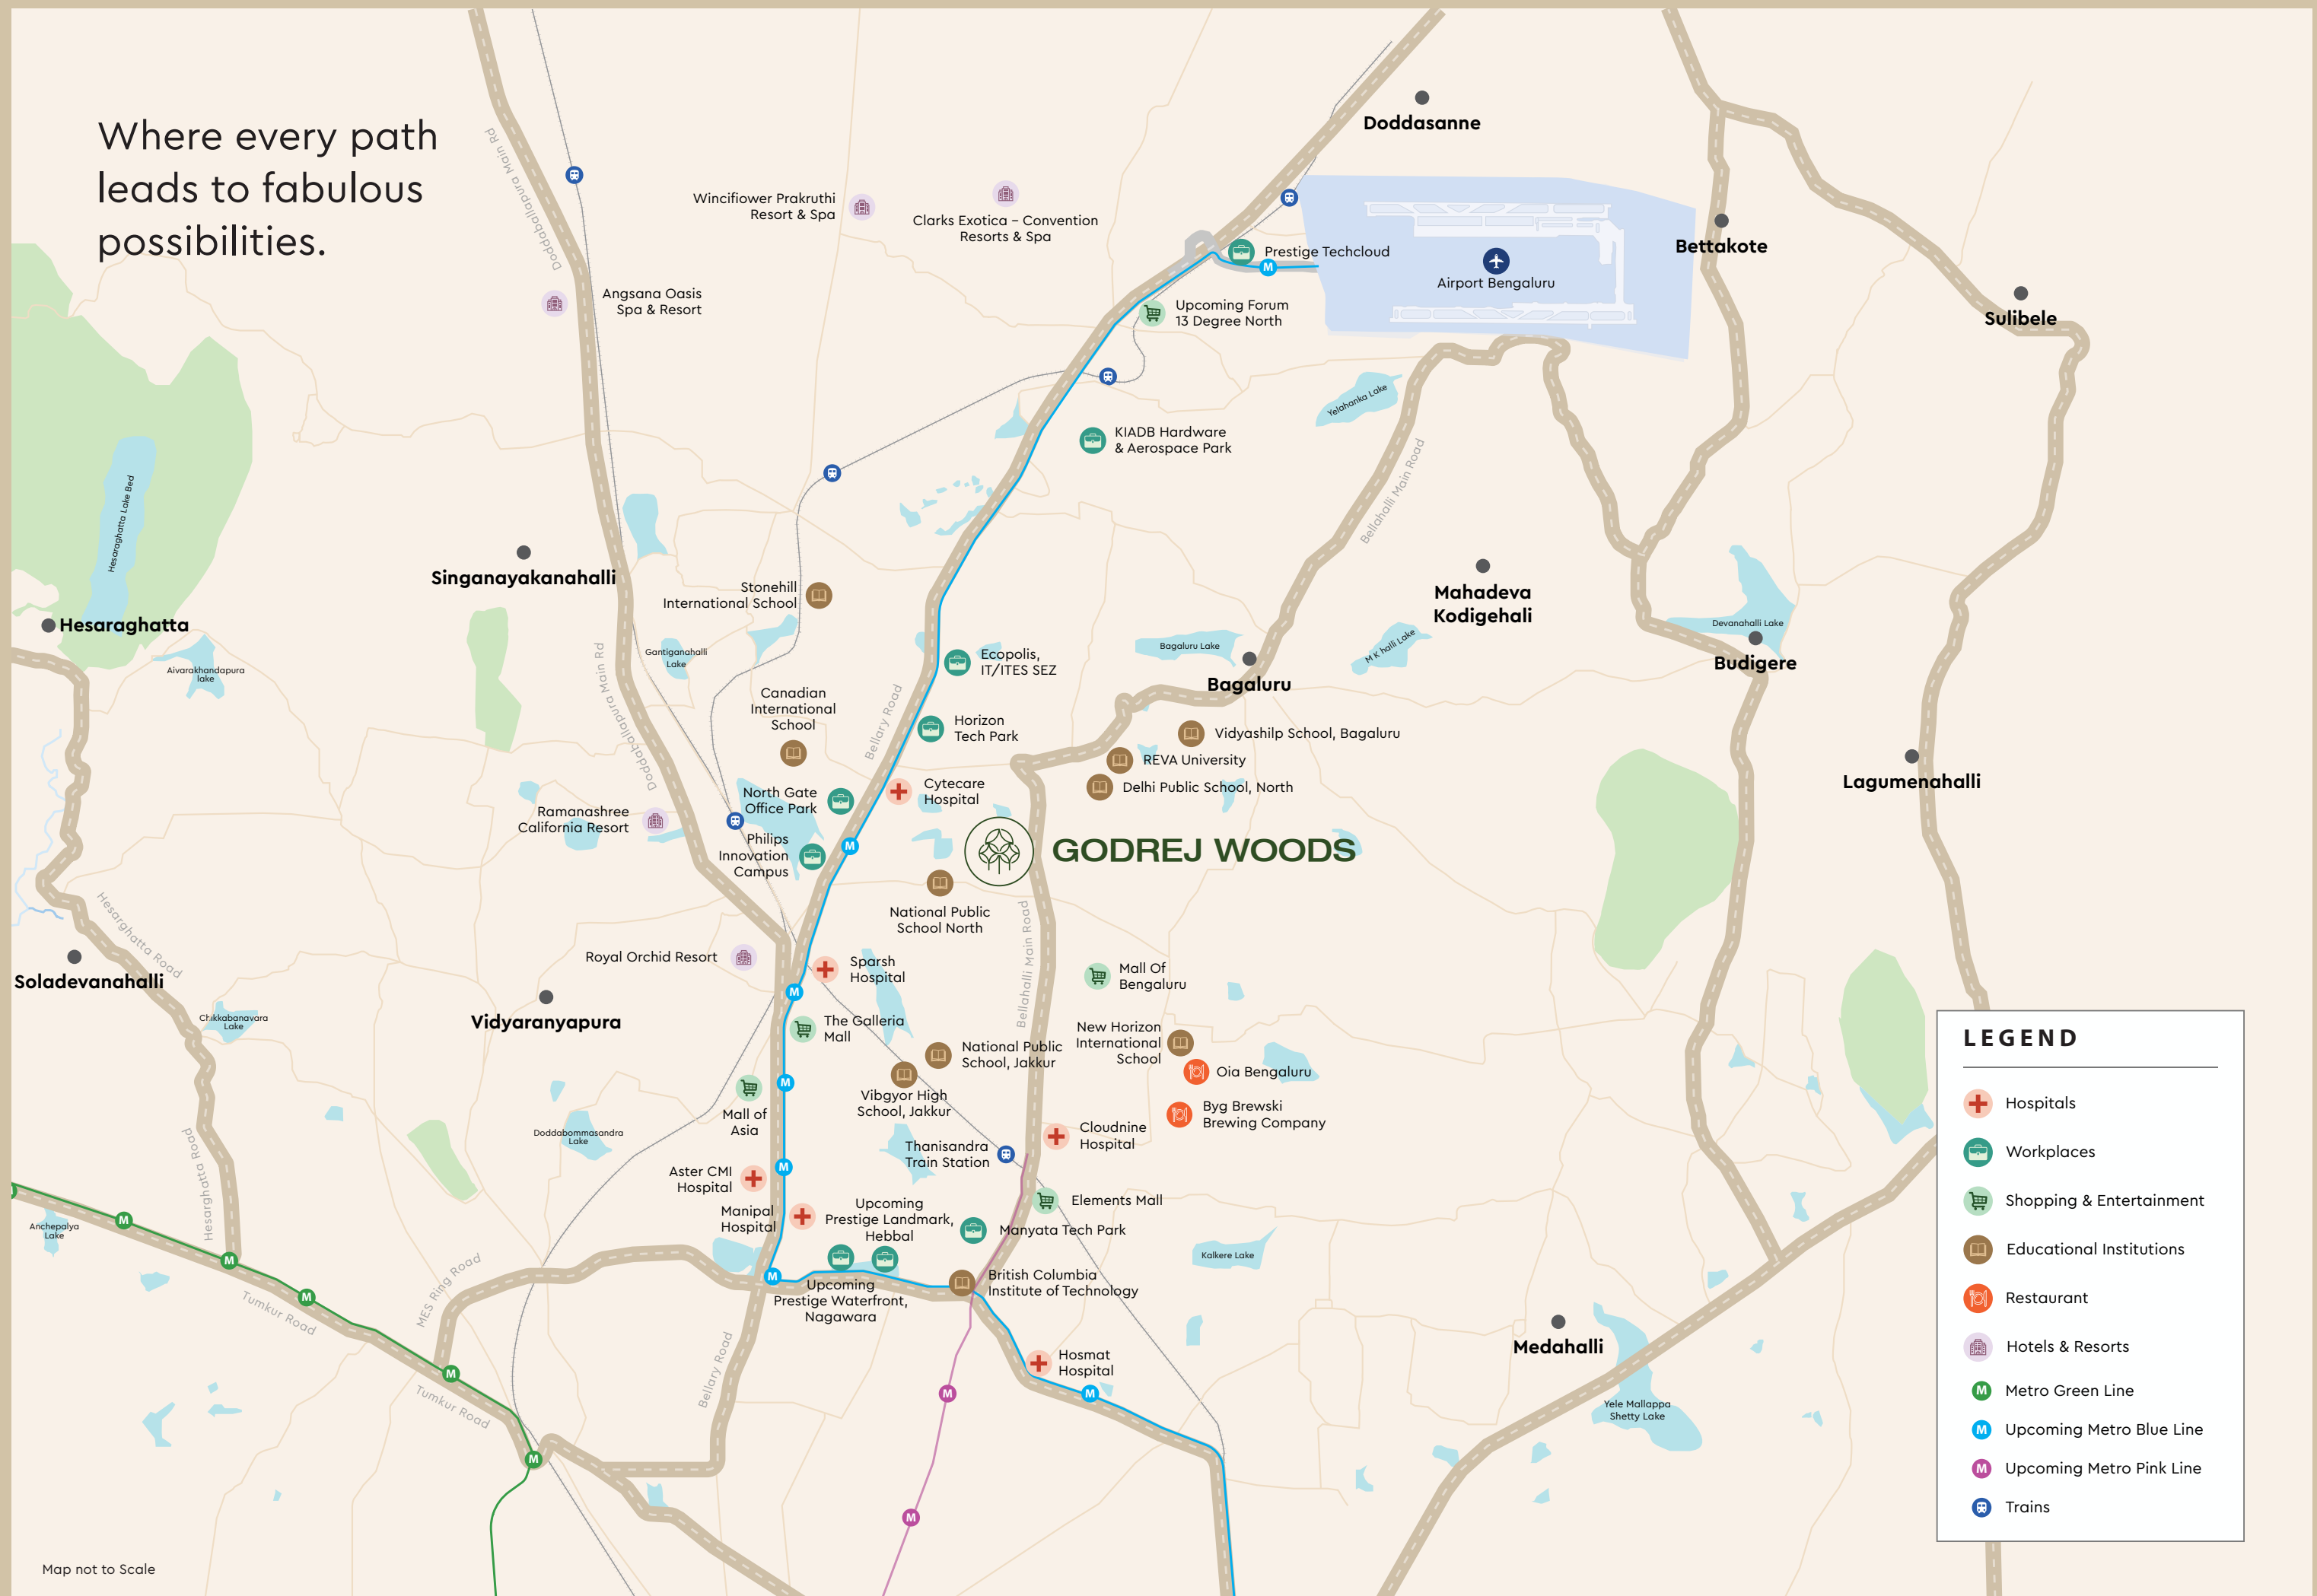 Where every path
leads to fabulous
possibilities.
Doddasanne
Bettakote
Sulibele
Doddaballapura Main Rd
Winciflower Prakruthi
Resort & Spa
Clarks Exotica – Convention
Resorts & Spa
Prestige Techcloud
M
Airport Bengaluru
Angsana Oasis
Spa & Resort
Upcoming Forum
13 Degree North
Yelahanka Lake
KIADB Hardware
& Aerospace Park
Bellahalli Main Road
Hesaraghatta Lake Bed
Singanayakanahalli
Stonehill
International School
Mahadeva
Kodigehali
Hesaraghatta
Devanahalli Lake
Budigere
Aivarakhandapura
lake
Gantiganahalli
Lake
Ecopolis,
IT/ITES SEZ
Bagaluru Lake
M K halli Lake
Bagaluru
Doddaballapura Main Rd
Canadian
International
School
Bellary Road
Horizon
Tech Park
Vidyashilp School, Bagaluru
REVA University
Delhi Public School, North
Lagumenahalli
North Gate
Office Park
Cytecare
Hospital
Ramanashree
California Resort
Philips
Innovation
Campus
M
GODREJ WOODS
National Public
School North
Hesarghatta Road
Soladevanahalli
Royal Orchid Resort
Sparsh
Hospital
M
Bellahalli Main Road
Mall Of
Bengaluru
Vidyaranyapura
Chikkabanavara
Lake
The Galleria
Mall
New Horizon
International
School
National Public
School, Jakkur
Oia Bengaluru
M
Vibgyor High
School, Jakkur
Byg Brewski
Brewing Company
Mall of
Asia
Doddabommasandra
Lake
Cloudnine
Hospital
Thanisandra
Train Station
M
Hesarghatta Road
Aster CMI
Hospital
Elements Mall
Manipal
Hospital
Upcoming
Prestige Landmark,
Hebbal
Manyata Tech Park
Anchepalya
Lake
M
M
Kalkere Lake
M
British Columbia
Institute of Technology
Upcoming
Prestige Waterfront,
Nagawara
MES Ring Road
M
Tumkur Road
Medahalli
Bellary Road
Hosmat
Hospital
M
M
M
Tumkur Road
Yele Mallappa
Shetty Lake
M
M
Map not to Scale
LEGEND
Hospitals
Workplaces
Shopping & Entertainment
Educational Institutions
Restaurant
Hotels & Resorts
M Metro Green Line
M Upcoming Metro Blue Line
M Upcoming Metro Pink Line
Trains